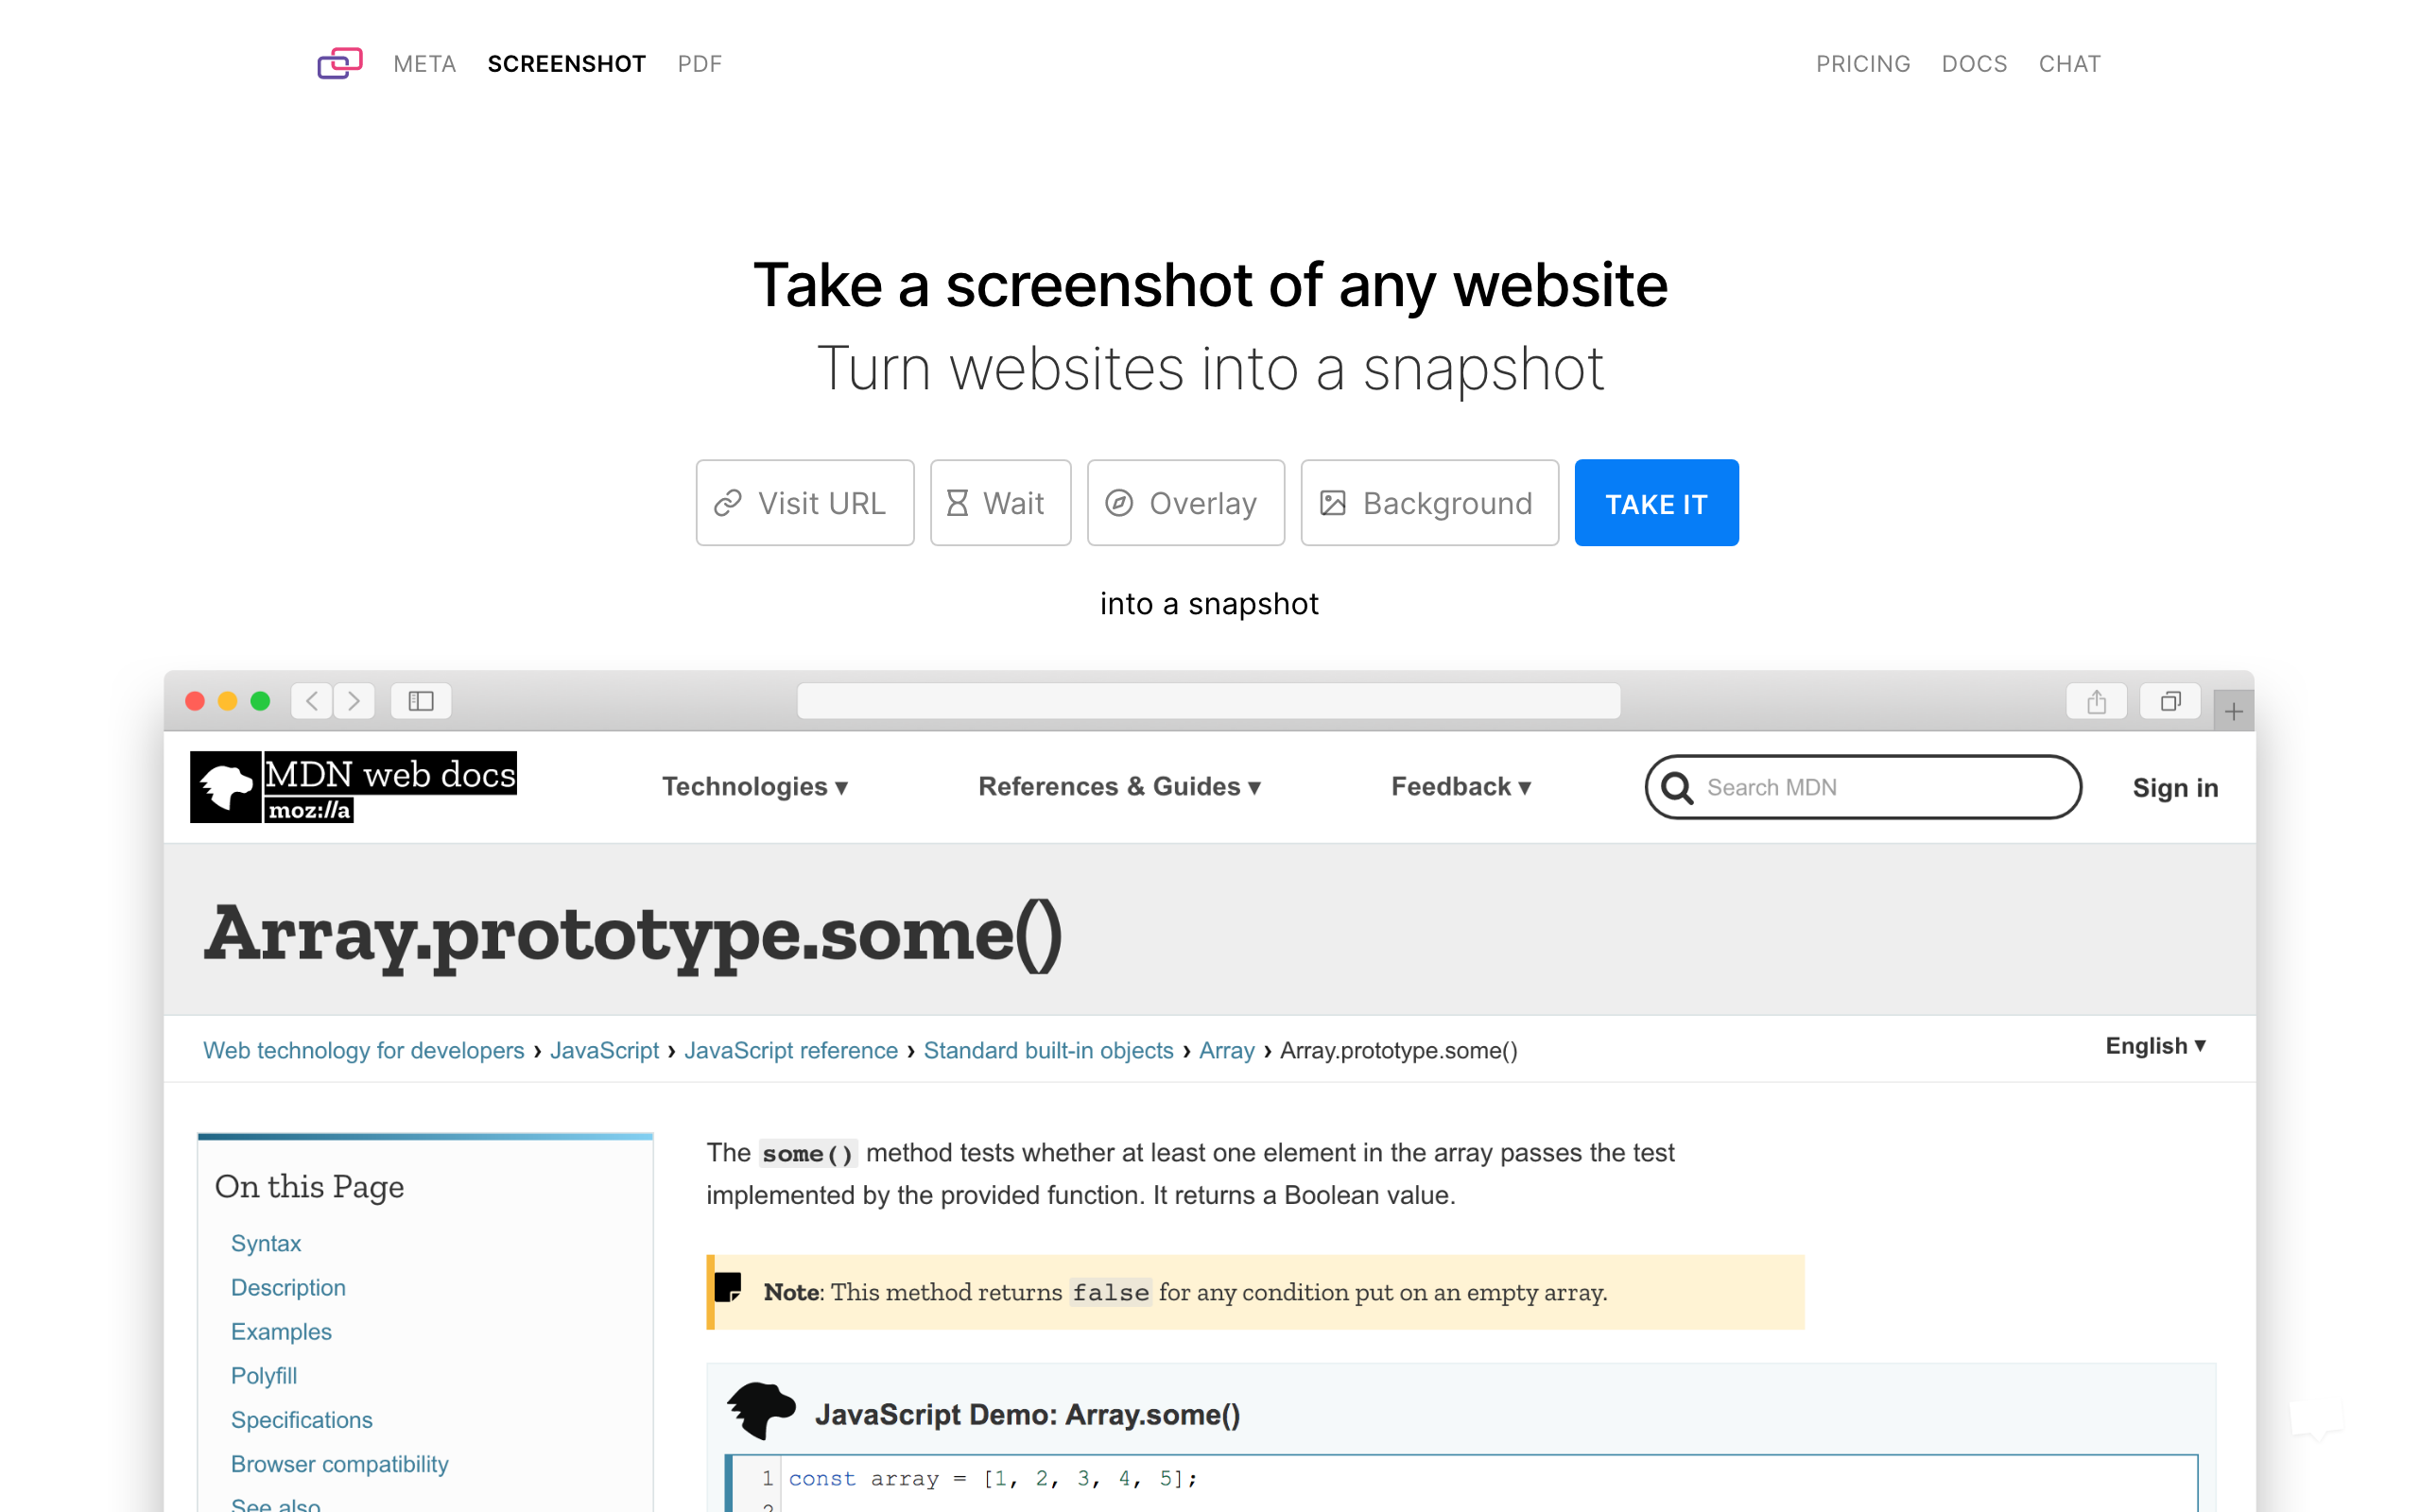 META SCREENSHOT PDF PRICING DOCS CHAT
Take a screenshot of any website
Turn websites into a snapshot
Visit URL Wait Overlay Background TAKE IT
into a snapshot
MDN web docs
moz://a
Technologies ▾ References & Guides ▾ Feedback ▾ Search MDN Sign in
Array.prototype.some()
Web technology for developers › JavaScript › JavaScript reference › Standard built-in objects › Array › Array.prototype.some() English ▾
On this Page
Syntax
Description
Examples
Polyfill
Specifications
Browser compatibility
See also
The some() method tests whether at least one element in the array passes the test
implemented by the provided function. It returns a Boolean value.
Note: This method returns false for any condition put on an empty array.
JavaScript Demo: Array.some()
1 const array = [1, 2, 3, 4, 5];
2